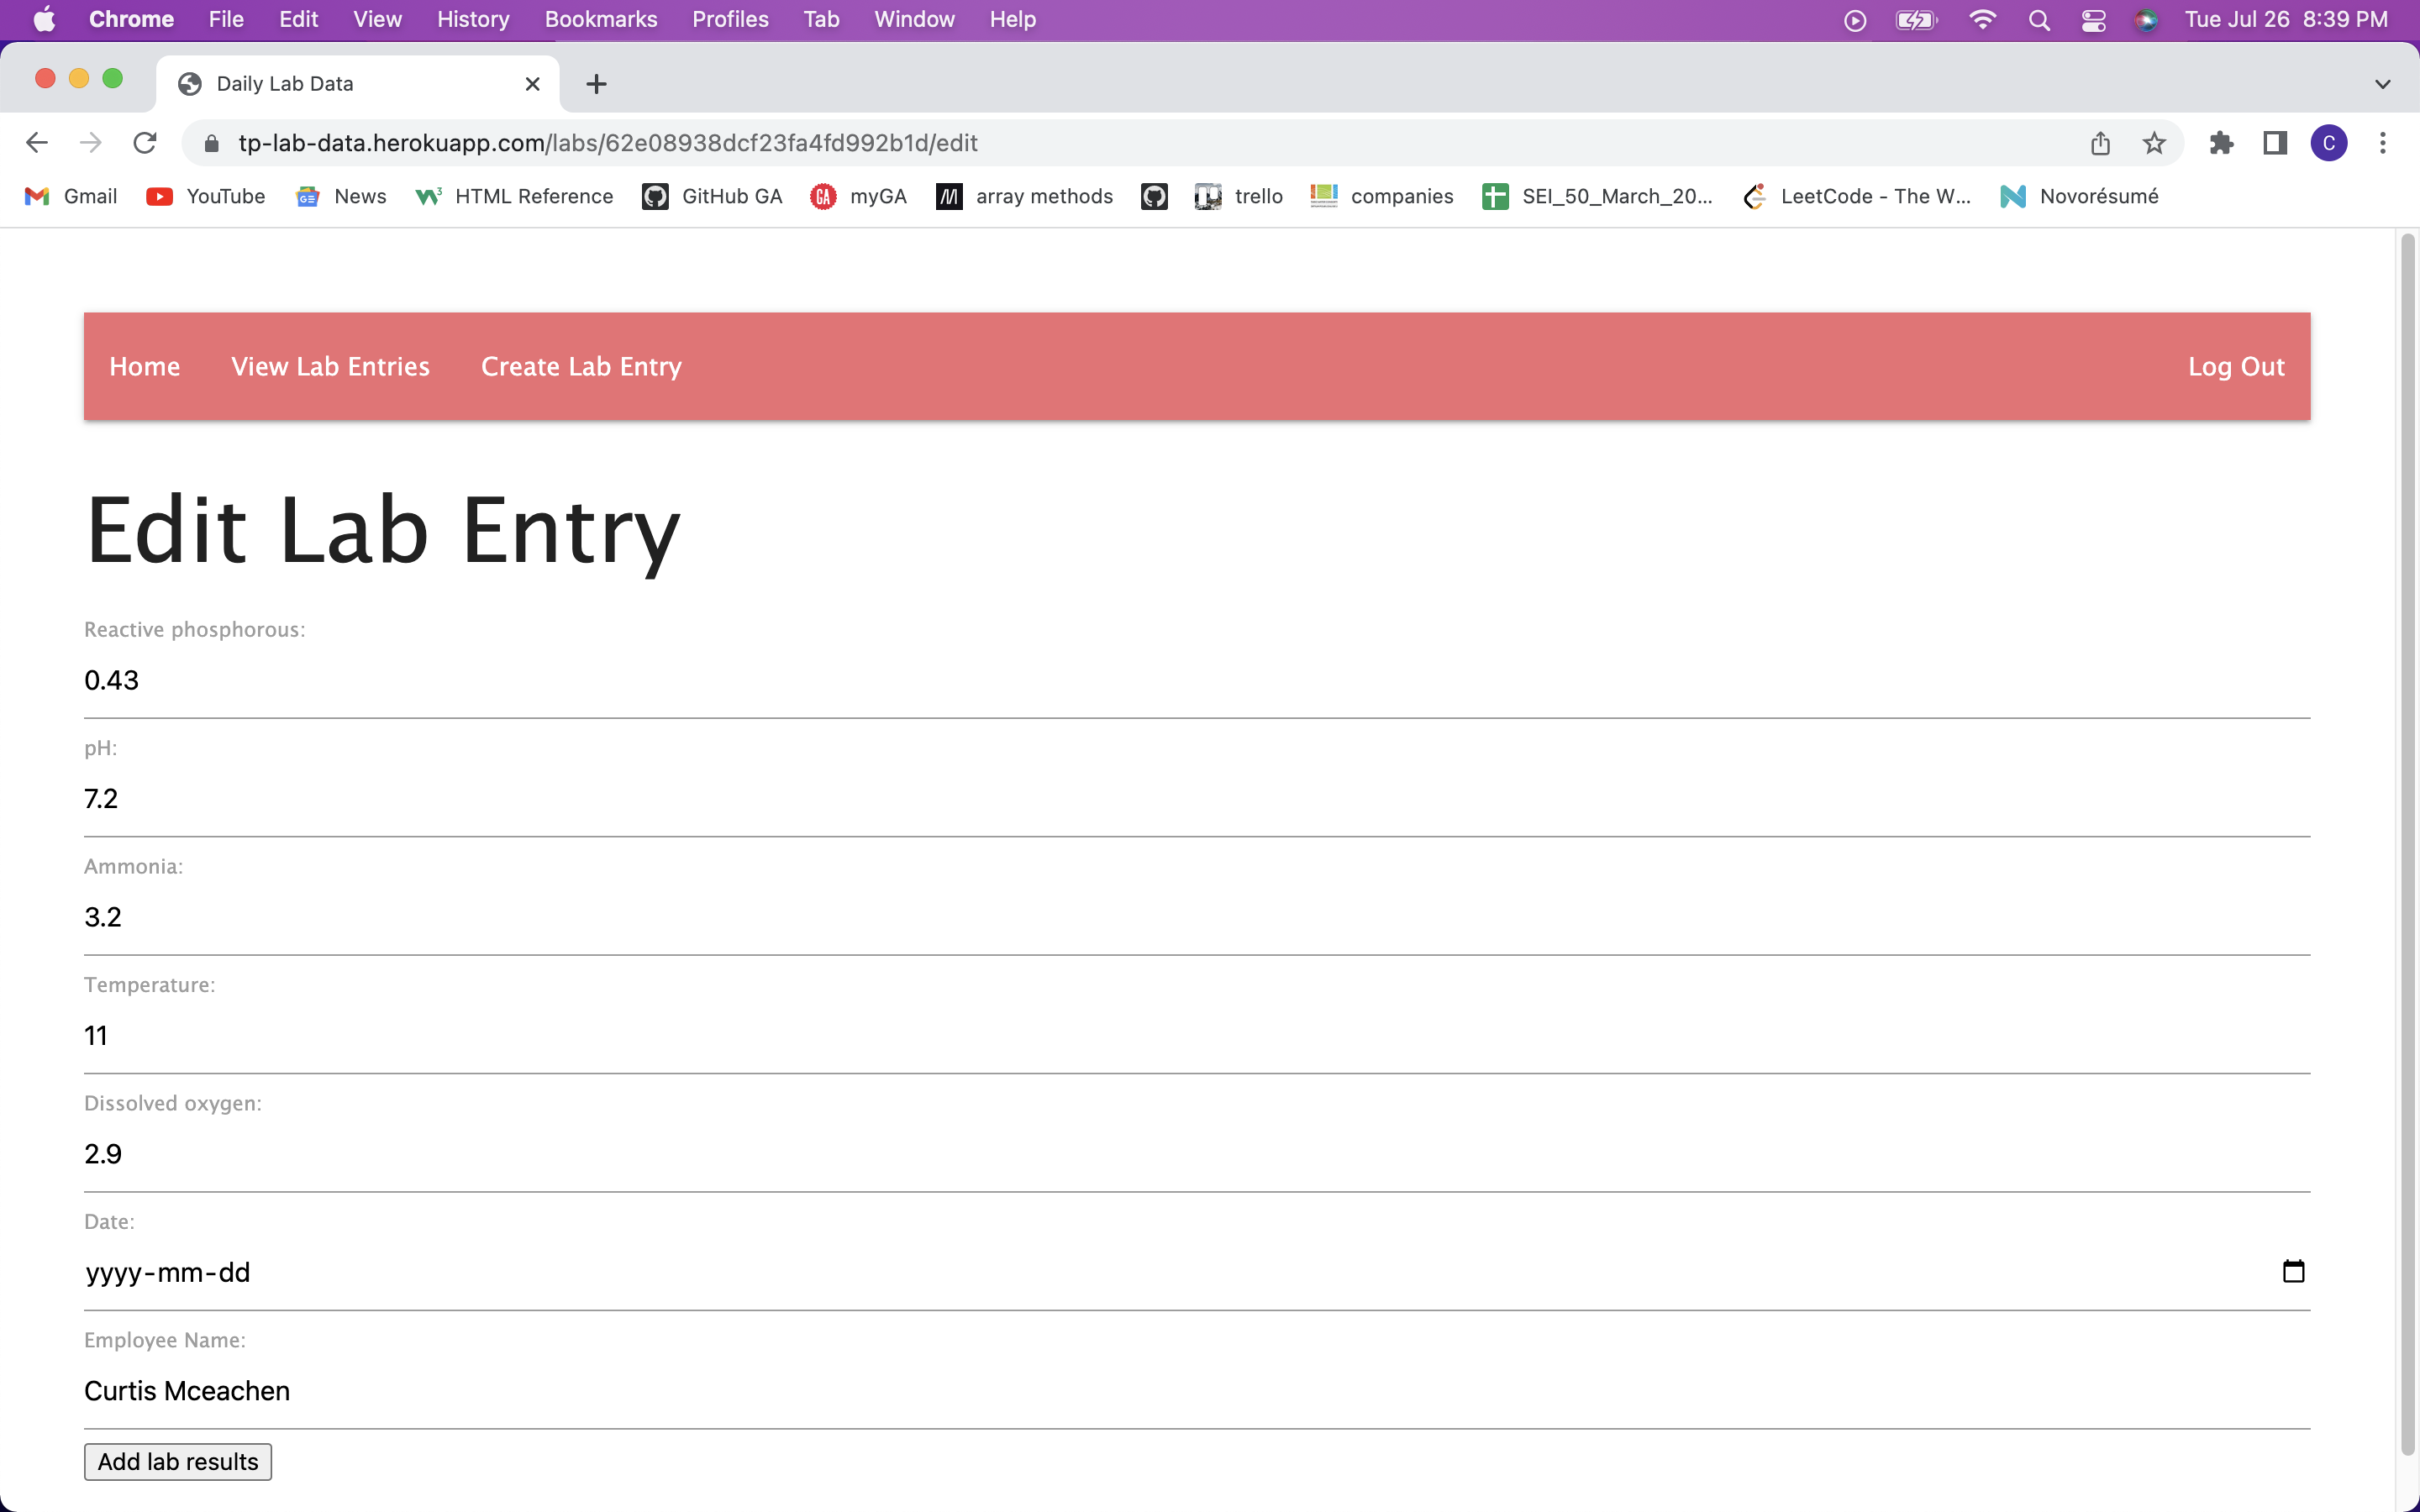 Chrome File Edit View History Bookmarks Profiles Tab Window Help Tue Jul 26 8:39 PM
Daily Lab Data
tp-lab-data.herokuapp.com/labs/62e08938dcf23fa4fd992b1d/edit C
Gmail YouTube GE News W3 HTML Reference GitHub GA GA myGA M array methods trello companies SEI_50_March_20... LeetCode - The W... Novorésumé
Home View Lab Entries Create Lab Entry Log Out
Edit Lab Entry
Reactive phosphorous:
0.43
pH:
7.2
Ammonia:
3.2
Temperature:
11
Dissolved oxygen:
2.9
Date:
yyyy-mm-dd
Employee Name:
Curtis Mceachen
Add lab results